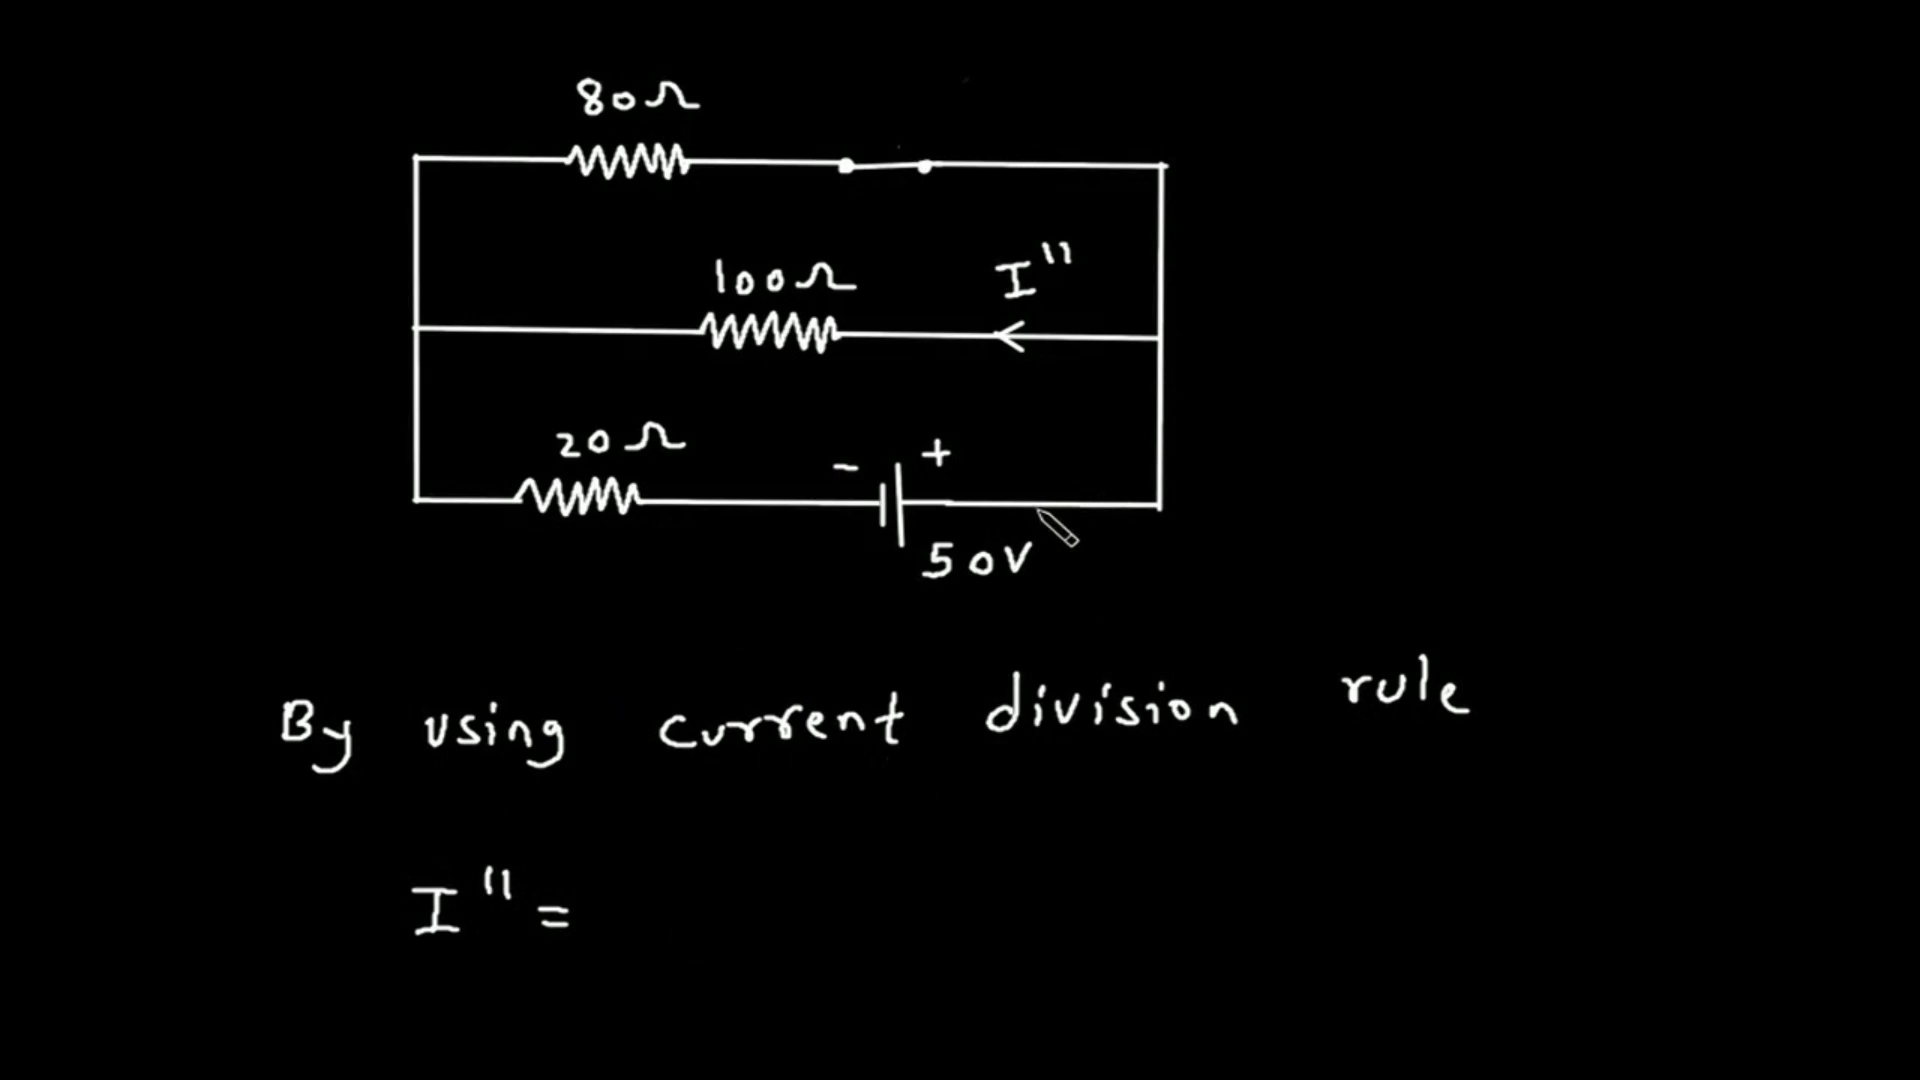 80Ω
100Ω
I"
20Ω
- +
50V
By using current division rule
I" =